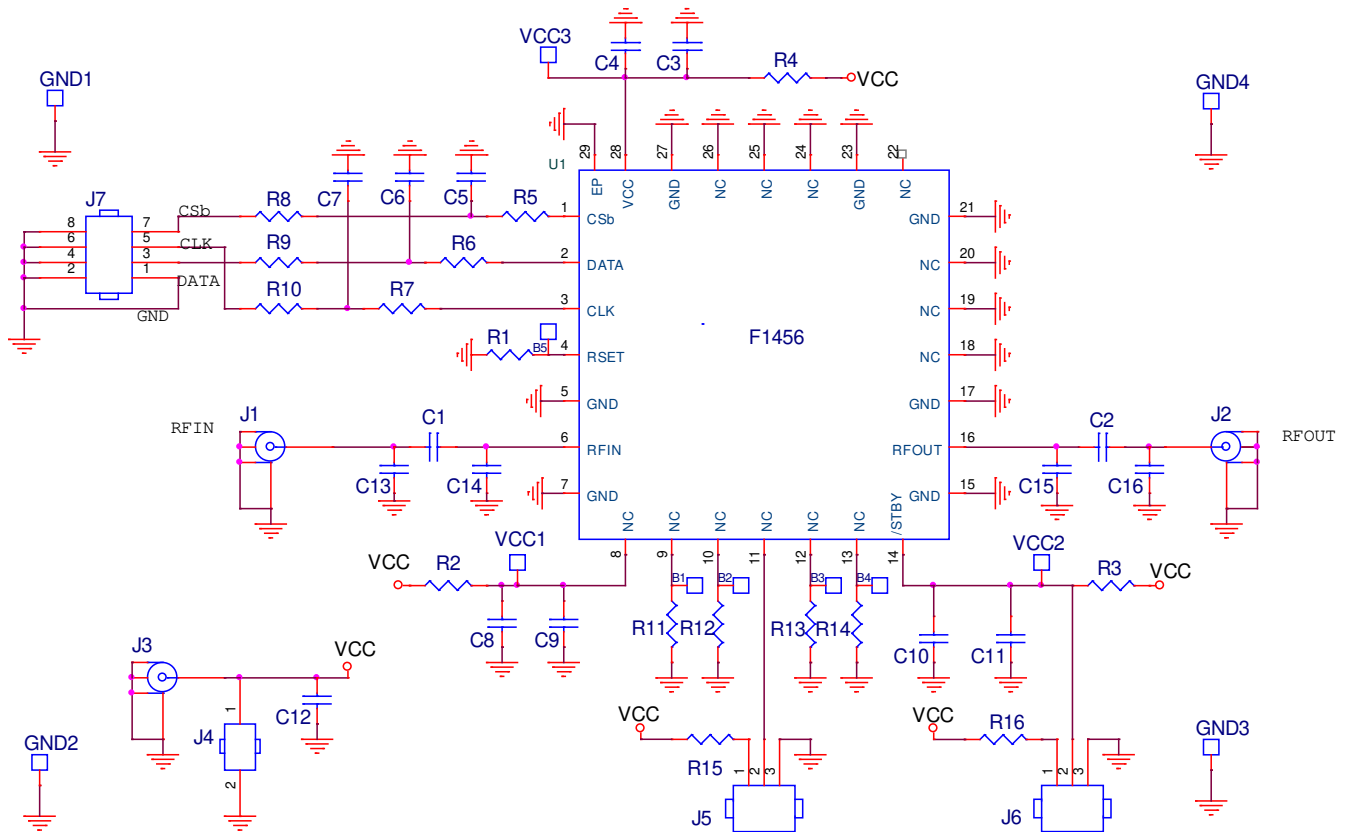 VCC3
C4
C3
R4
VCC
GND1
GND4
U1
29
28
27
26
25
24
23
22
EP
VCC
GND
NC
NC
NC
GND
NC
J7
8
6
4
2
7
5
3
1
CSb
CLK
DATA
GND
R8
R9
R10
C7
C6
C5
R5
R6
R7
1
CSb
2
DATA
3
CLK
R1
B5
4
RSET
5
GND
RFIN
J1
C1
C13
C14
6
RFIN
7
GND
F1456
GND
21
NC
20
NC
19
NC
18
GND
17
RFOUT
16
GND
15
C2
C15
C16
J2
RFOUT
NC
NC
NC
NC
NC
NC
/STBY
8
9
10
11
12
13
14
VCC
R2
VCC1
C8
C9
B1
B2
B3
B4
R11
R12
R13
R14
VCC2
R3
VCC
C10
C11
J3
VCC
C12
1
J4
2
GND2
VCC
R15
1
2
3
J5
VCC
R16
1
2
3
J6
GND3